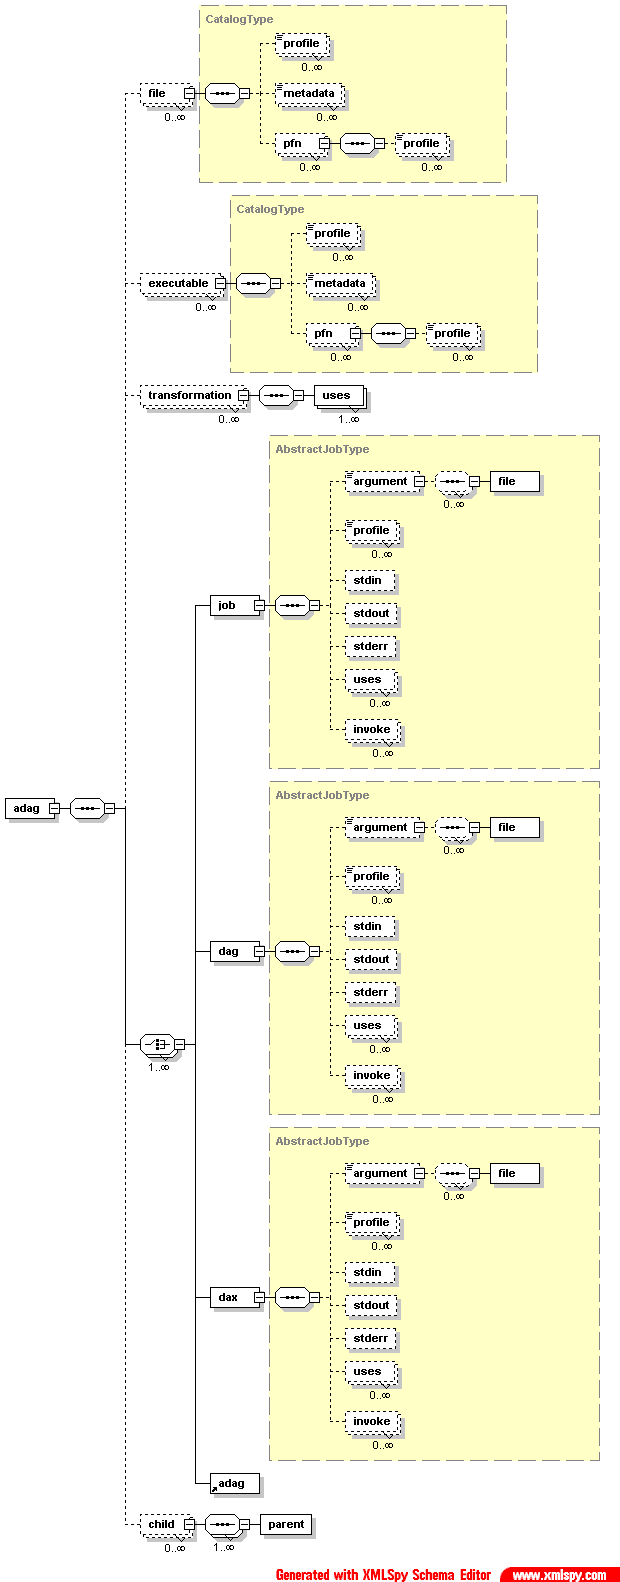 CatalogType
profile
0..∞
file
metadata
0..∞
0..∞
pfn
profile
0..∞
0..∞
CatalogType
profile
0..∞
executable
metadata
0..∞
0..∞
pfn
profile
0..∞
0..∞
transformation
uses
0..∞
1..∞
AbstractJobType
argument
file
0..∞
profile
0..∞
stdin
job
stdout
stderr
uses
0..∞
invoke
0..∞
adag
AbstractJobType
argument
file
0..∞
profile
0..∞
stdin
dag
stdout
stderr
uses
0..∞
1..∞
invoke
0..∞
AbstractJobType
argument
file
0..∞
profile
0..∞
stdin
dax
stdout
stderr
uses
0..∞
invoke
0..∞
adag
child
parent
0..∞
1..∞
Generated with XMLSpy Schema Editor www.xmlspy.com